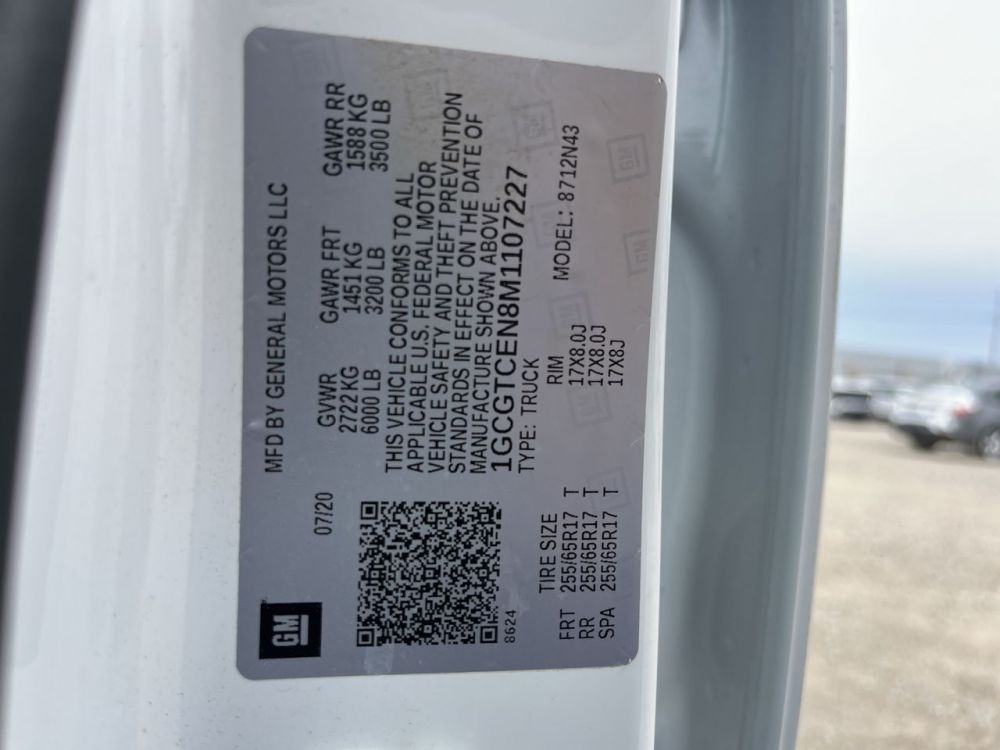 GM
07/20
MFD BY GENERAL MOTORS LLC
GVWR GAWR FRT GAWR RR
2722 KG 1451 KG 1588 KG
6000 LB 3200 LB 3500 LB
THIS VEHICLE CONFORMS TO ALL
APPLICABLE U.S. FEDERAL MOTOR
VEHICLE SAFETY AND THEFT PREVENTION
STANDARDS IN EFFECT ON THE DATE OF
MANUFACTURE SHOWN ABOVE.
1GCGTCEN8M1107227
TYPE: TRUCK
8624
MODEL: 8712N43
TIRE SIZE RIM
FRT 255/65R17 T 17X8.0J
RR 255/65R17 T 17X8.0J
SPA 255/65R17 T 17X8J